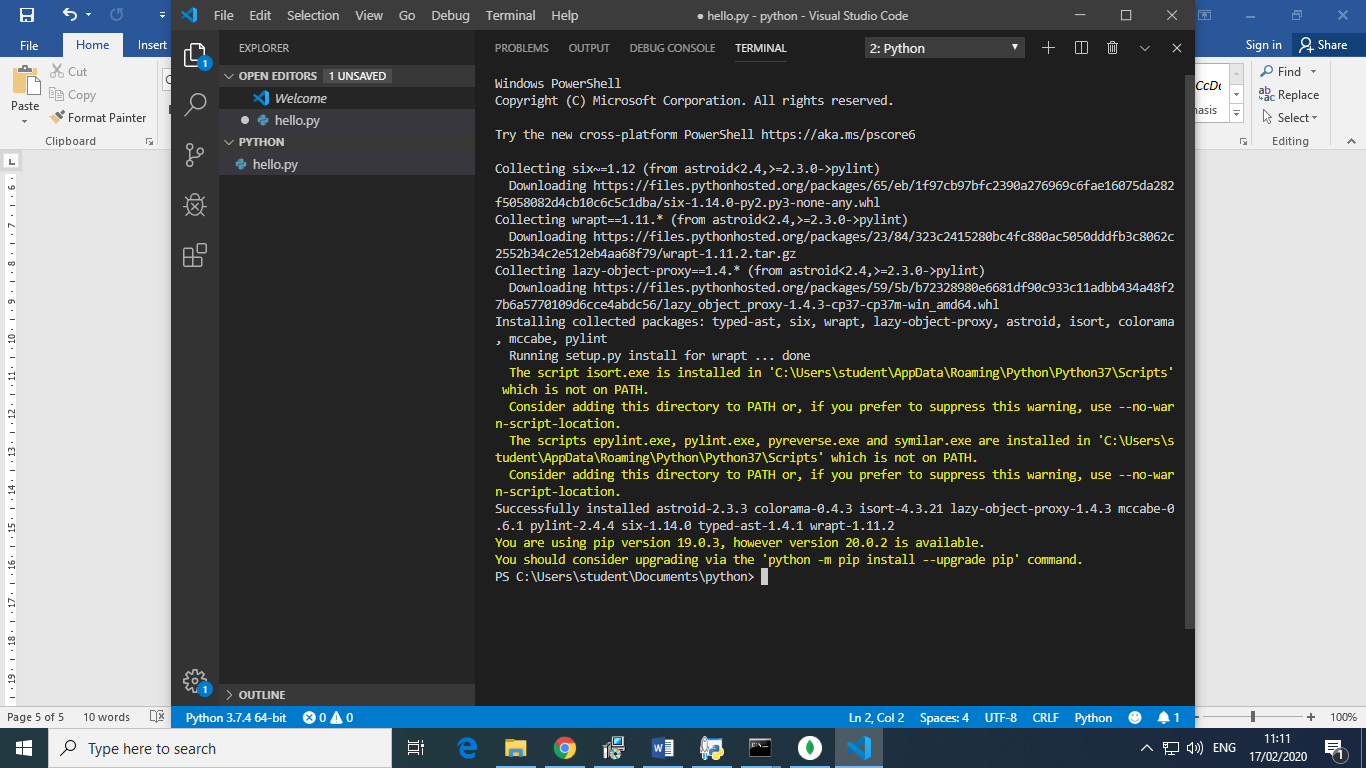 File Edit Selection View Go Debug Terminal Help
● hello.py - python - Visual Studio Code
File Home Insert
Sign in Share
Paste
Cut
Copy
Format Painter
Clipboard
EXPLORER
OPEN EDITORS 1 UNSAVED
Welcome
hello.py
PYTHON
hello.py
OUTLINE
PROBLEMS OUTPUT DEBUG CONSOLE TERMINAL 2: Python
Windows PowerShell
Copyright (C) Microsoft Corporation. All rights reserved.
Try the new cross-platform PowerShell https://aka.ms/pscore6
Collecting six~=1.12 (from astroid<2.4,>=2.3.0->pylint)
Downloading https://files.pythonhosted.org/packages/65/eb/1f97cb97bfc2390a276969c6fae16075da282
f5058082d4cb10c6c5c1dba/six-1.14.0-py2.py3-none-any.whl
Collecting wrapt==1.11.* (from astroid<2.4,>=2.3.0->pylint)
Downloading https://files.pythonhosted.org/packages/23/84/323c2415280bc4fc880ac5050dddfb3c8062c
2552b34c2e512eb4aa68f79/wrapt-1.11.2.tar.gz
Collecting lazy-object-proxy==1.4.* (from astroid<2.4,>=2.3.0->pylint)
Downloading https://files.pythonhosted.org/packages/59/5b/b72328980e6681df90c933c11adbb434a48f2
7b6a5770109d6cce4abdc56/lazy_object_proxy-1.4.3-cp37-cp37m-win_amd64.whl
Installing collected packages: typed-ast, six, wrapt, lazy-object-proxy, astroid, isort, colorama
, mccabe, pylint
Running setup.py install for wrapt ... done
The script isort.exe is installed in 'C:\Users\student\AppData\Roaming\Python\Python37\Scripts'
which is not on PATH.
Consider adding this directory to PATH or, if you prefer to suppress this warning, use --no-war
n-script-location.
The scripts epylint.exe, pylint.exe, pyreverse.exe and symilar.exe are installed in 'C:\Users\s
tudent\AppData\Roaming\Python\Python37\Scripts' which is not on PATH.
Consider adding this directory to PATH or, if you prefer to suppress this warning, use --no-war
n-script-location.
Successfully installed astroid-2.3.3 colorama-0.4.3 isort-4.3.21 lazy-object-proxy-1.4.3 mccabe-0
.6.1 pylint-2.4.4 six-1.14.0 typed-ast-1.4.1 wrapt-1.11.2
You are using pip version 19.0.3, however version 20.0.2 is available.
You should consider upgrading via the 'python -m pip install --upgrade pip' command.
PS C:\Users\student\Documents\python>
Find
Replace
Select
Editing
Page 5 of 5 10 words
Python 3.7.4 64-bit 0 0 Ln 2, Col 2 Spaces: 4 UTF-8 CRLF Python 1
100%
Type here to search
ENG
11:11
17/02/2020